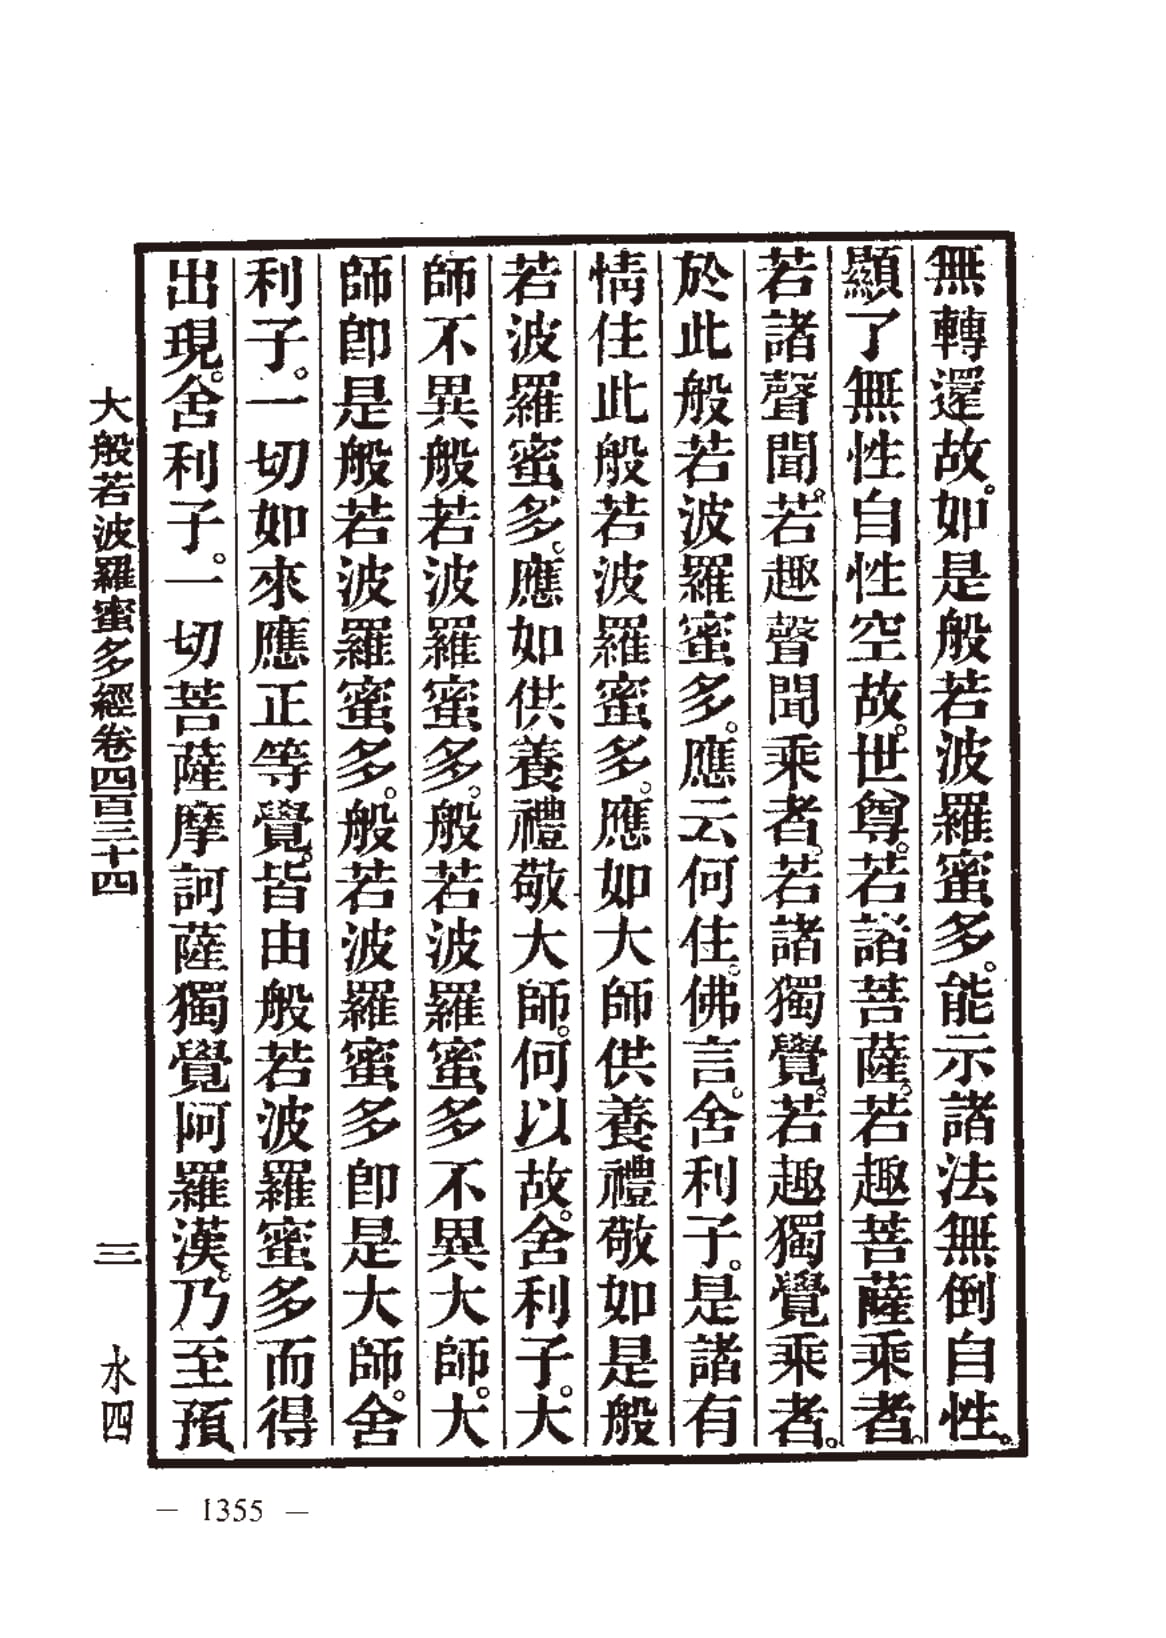 無轉還故。如是般若波羅蜜多。能示諸法無倒自性。
顯了無性自性空故。世尊。若諸菩薩。若趣菩薩乘者。
若諸聲聞。若趣聲聞乘者。若諸獨覺。若趣獨覺乘者。
於此般若波羅蜜多。應云何住。佛言。舍利子。是諸有
情住此般若波羅蜜多。應如大師供養禮敬如是般
若波羅蜜多。應如供養禮敬大師。何以故。舍利子。大
師不異般若波羅蜜多。般若波羅蜜多不異大師。大
師卽是般若波羅蜜多。般若波羅蜜多卽是大師。舍
利子。一切如來應正等覺。皆由般若波羅蜜多而得
出現。舍利子。一切菩薩摩訶薩獨覺阿羅漢。乃至預
大般若波羅蜜多經卷四百三十四 三 水四
— 1355 —